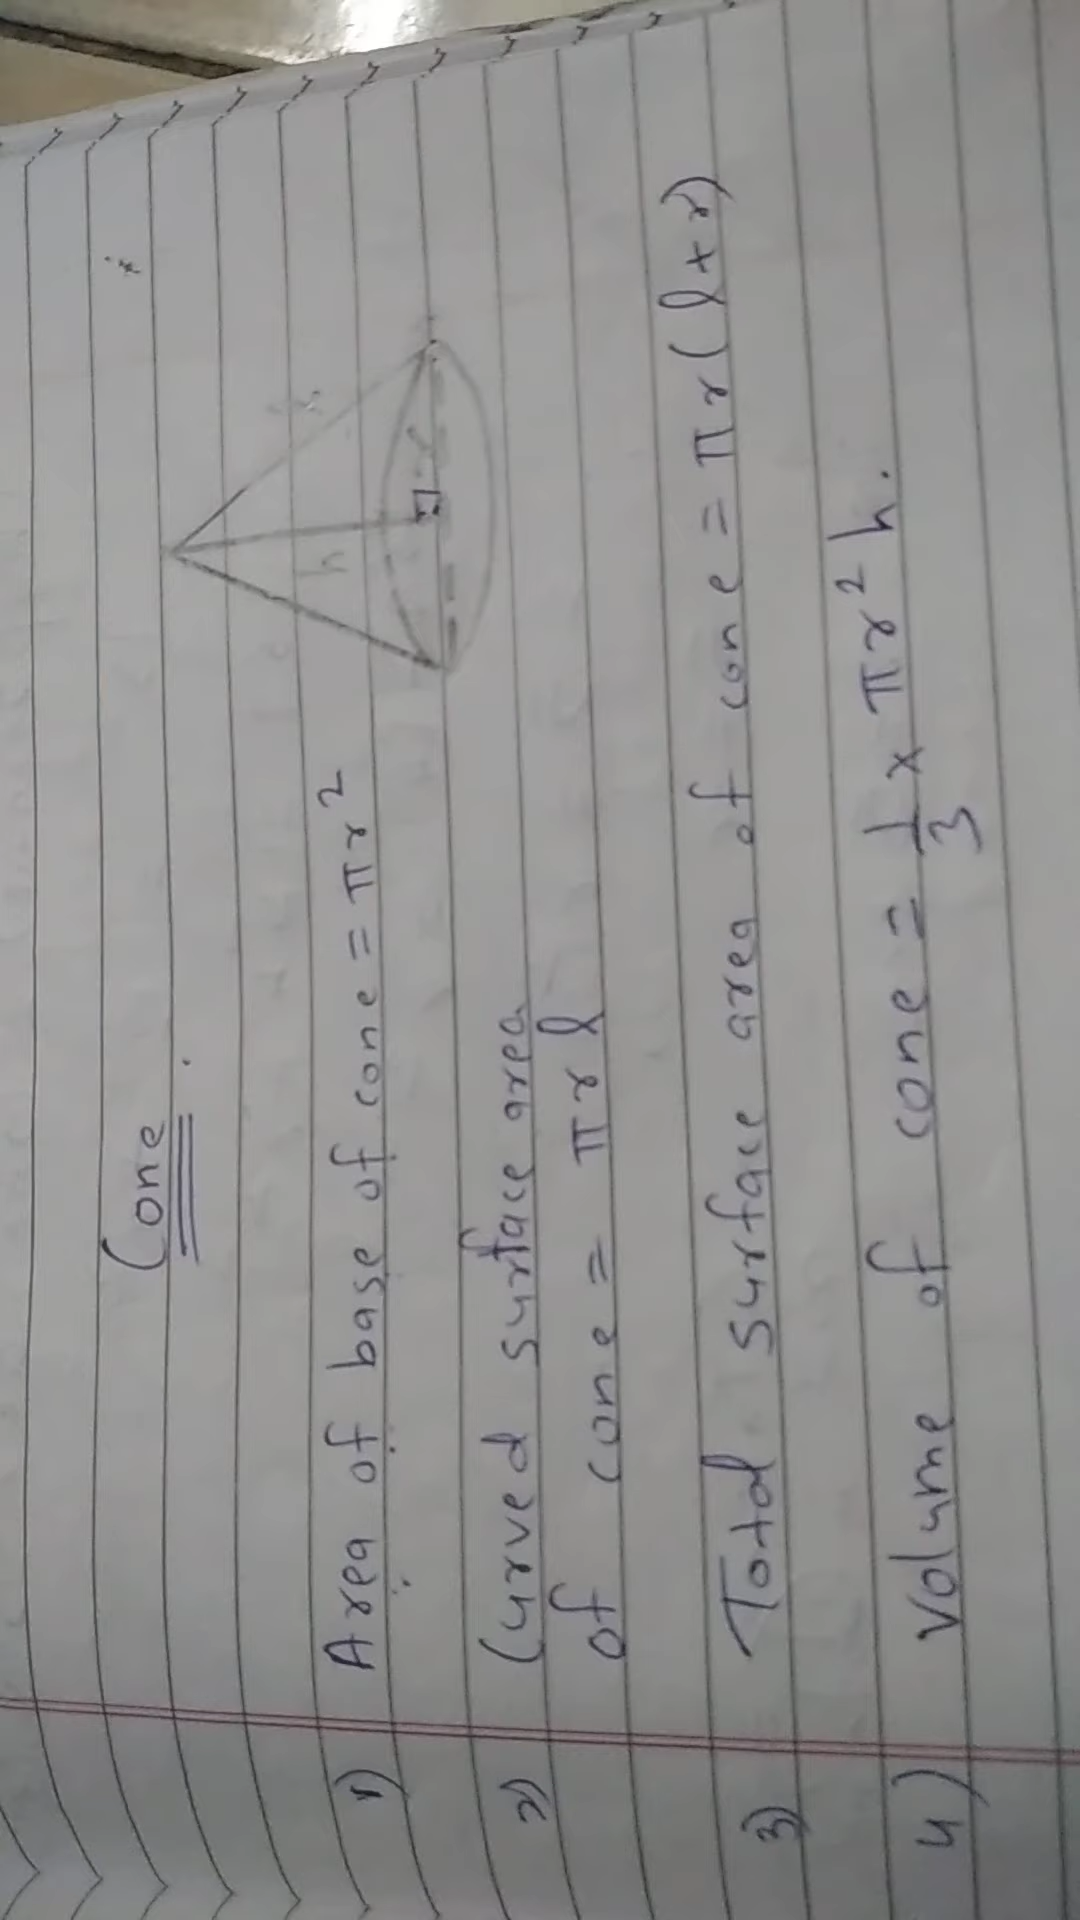 Cone
h
r
1) Area of base of cone = πr²
2) Curved surface area
of cone = πrl
3) Total surface area of cone = πr(l+r)
4) Volume of cone = 1/3 × πr²h.